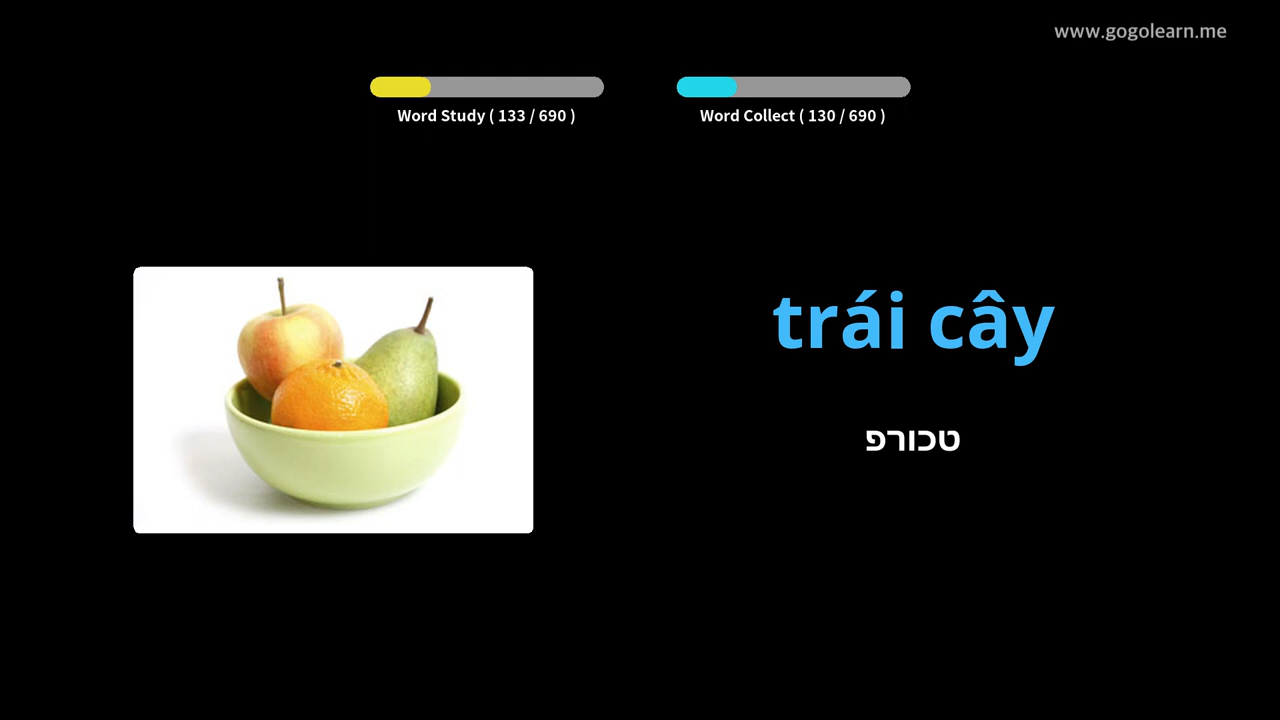 www.gogolearn.me
Word Study ( 133 / 690 )
Word Collect ( 130 / 690 )
trái cây
טכורפ